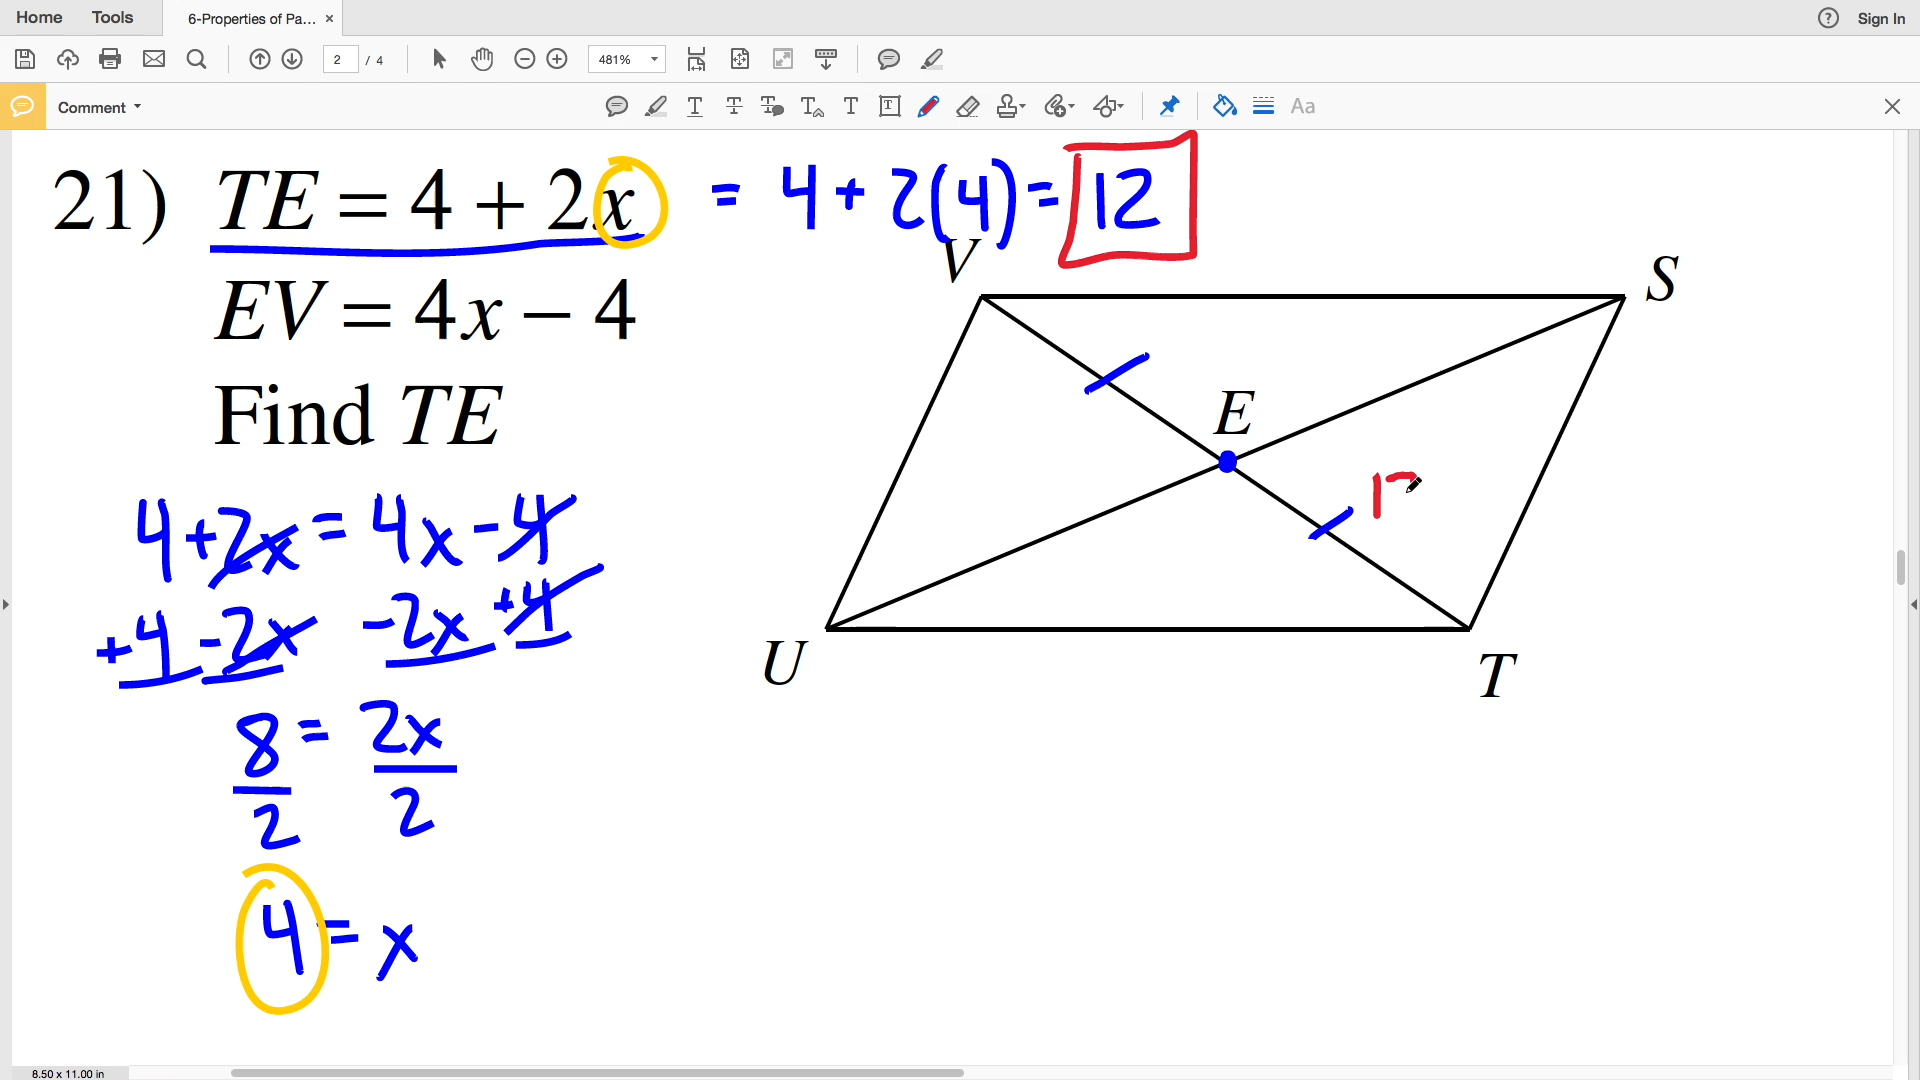 Home Tools 6-Properties of Pa... × ? Sign In
2 / 4 481%
Comment Aa
21) TE = 4 + 2x = 4 + 2(4) = 12
EV = 4x − 4
Find TE
V
S
E
U
T
4+2x = 4x-4
+4 -2x -2x +4
8 = 2x
2 2
4 = x
8.50 x 11.00 in